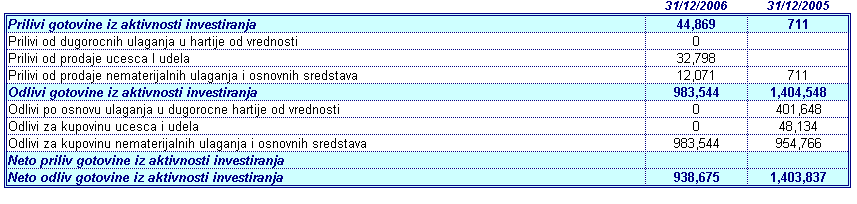 31/12/2006 31/12/2005
Prilivi gotovine iz aktivnosti investiranja 44,869 711
Prilivi od dugorocnih ulaganja u hartije od vrednosti 0
Prilivi od prodaje ucesca I udela 32,798
Prilivi od prodaje nematerijalnih ulaganja i osnovnih sredstava 12,071 711
Odlivi gotovine iz aktivnosti investiranja 983,544 1,404,548
Odlivi po osnovu ulaganja u dugorocne hartije od vrednosti 0 401,648
Odlivi za kupovinu ucesca i udela 0 48,134
Odlivi za kupovinu nematerijalnih ulaganja i osnovnih sredstava 983,544 954,766
Neto priliv gotovine iz aktivnosti investiranja
Neto odliv gotovine iz aktivnosti investiranja 938,675 1,403,837